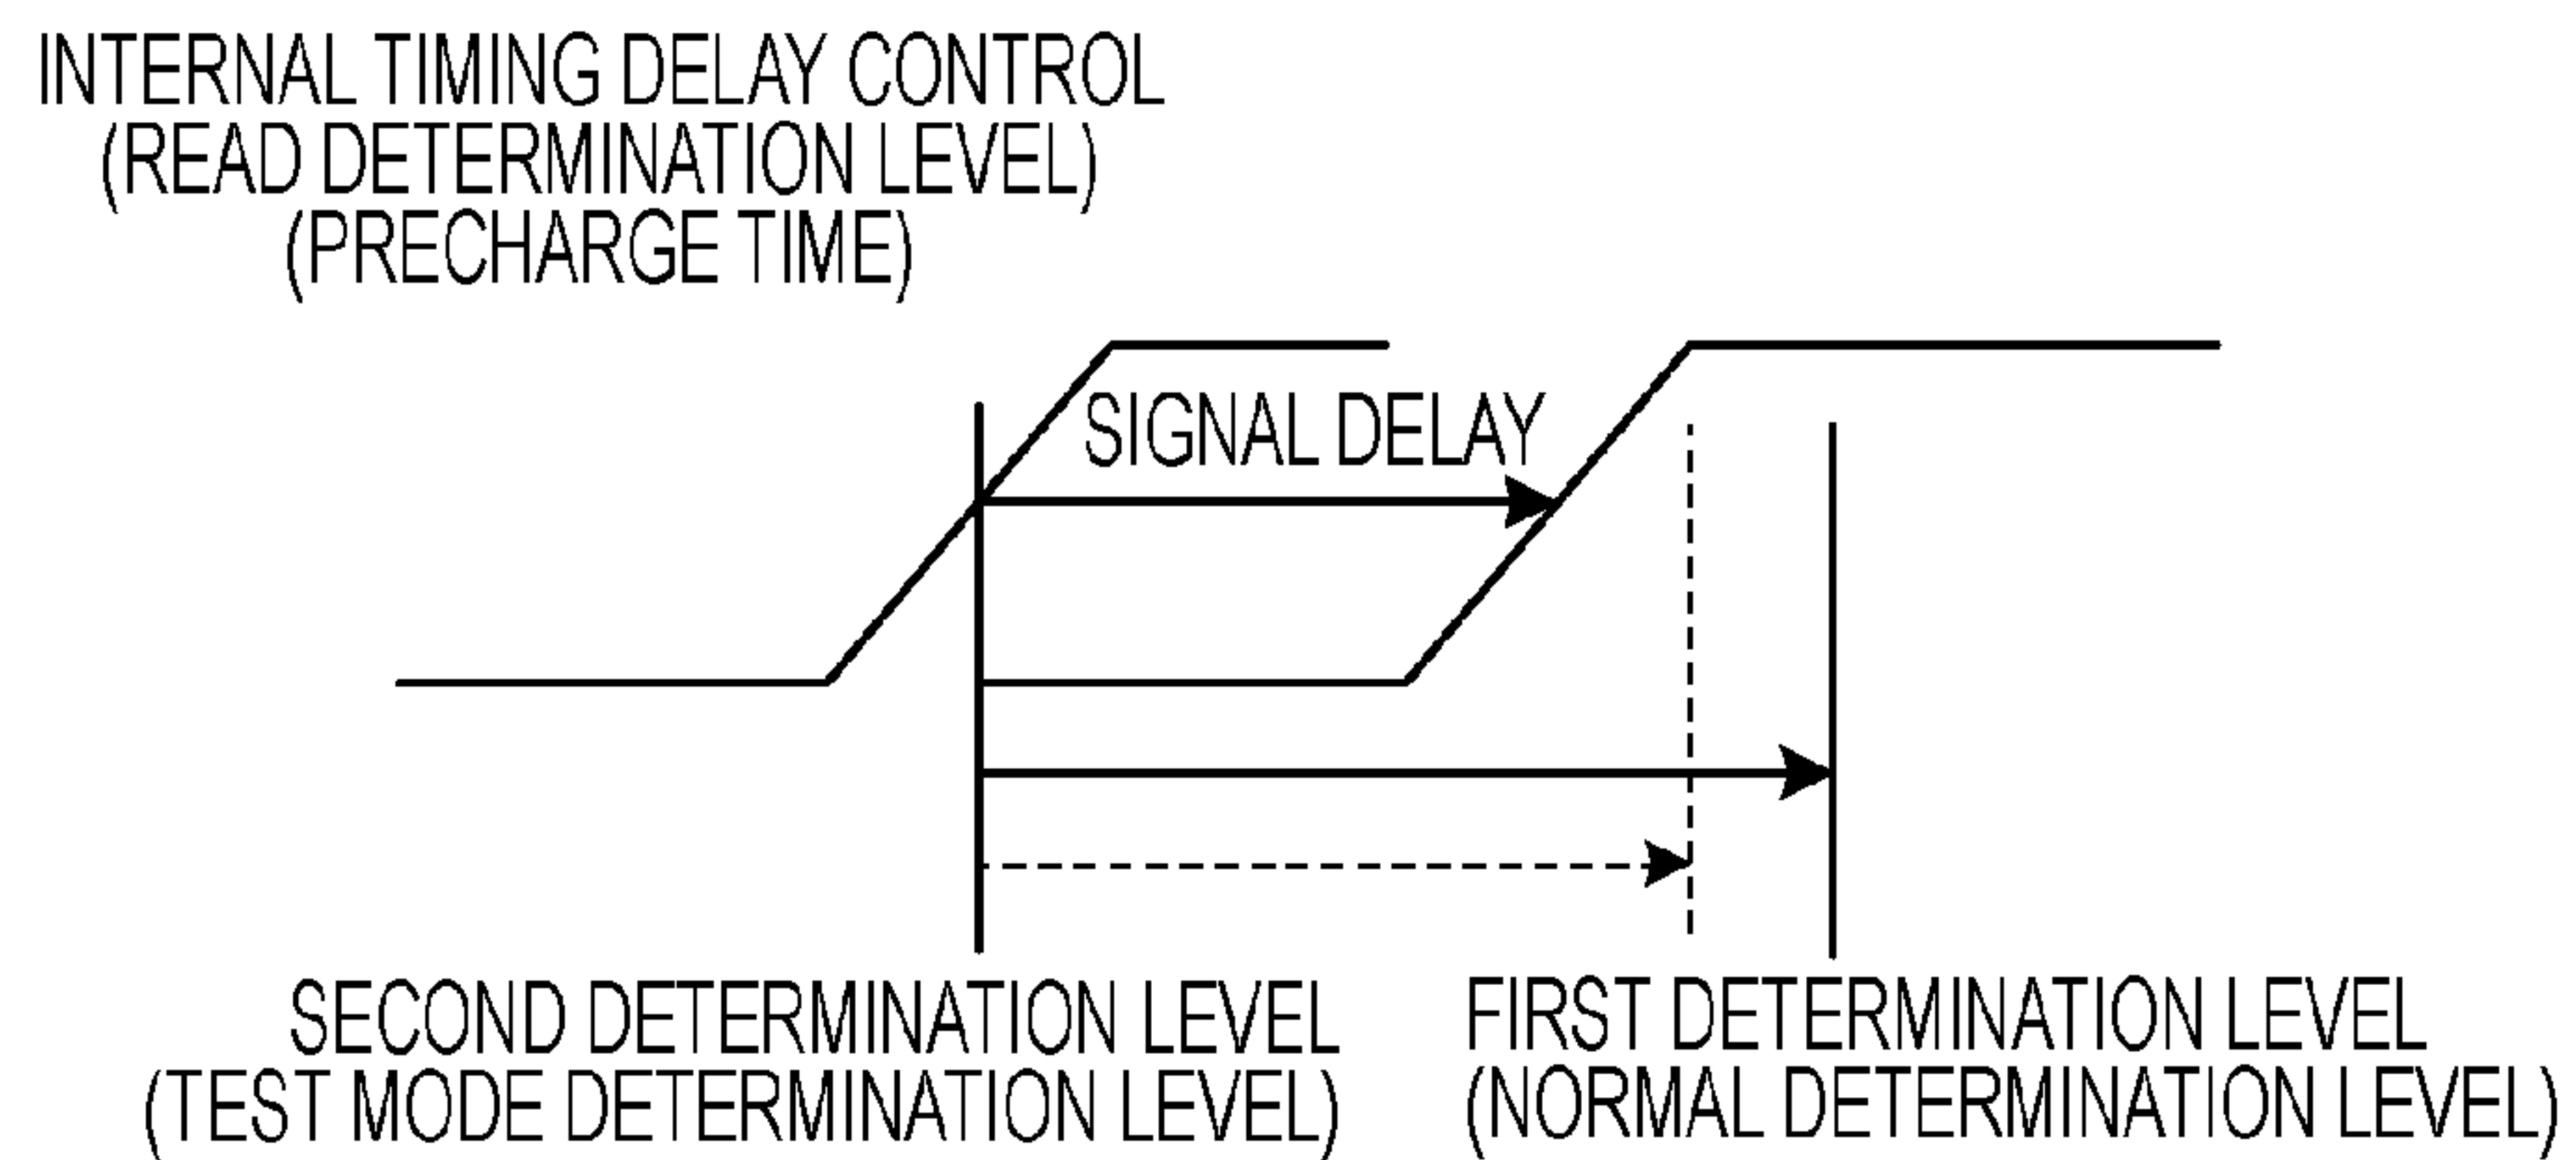 INTERNAL TIMING DELAY CONTROL
(READ DETERMINATION LEVEL)
(PRECHARGE TIME)
SIGNAL DELAY
SECOND DETERMINATION LEVEL
(TEST MODE DETERMINATION LEVEL)
FIRST DETERMINATION LEVEL
(NORMAL DETERMINATION LEVEL)